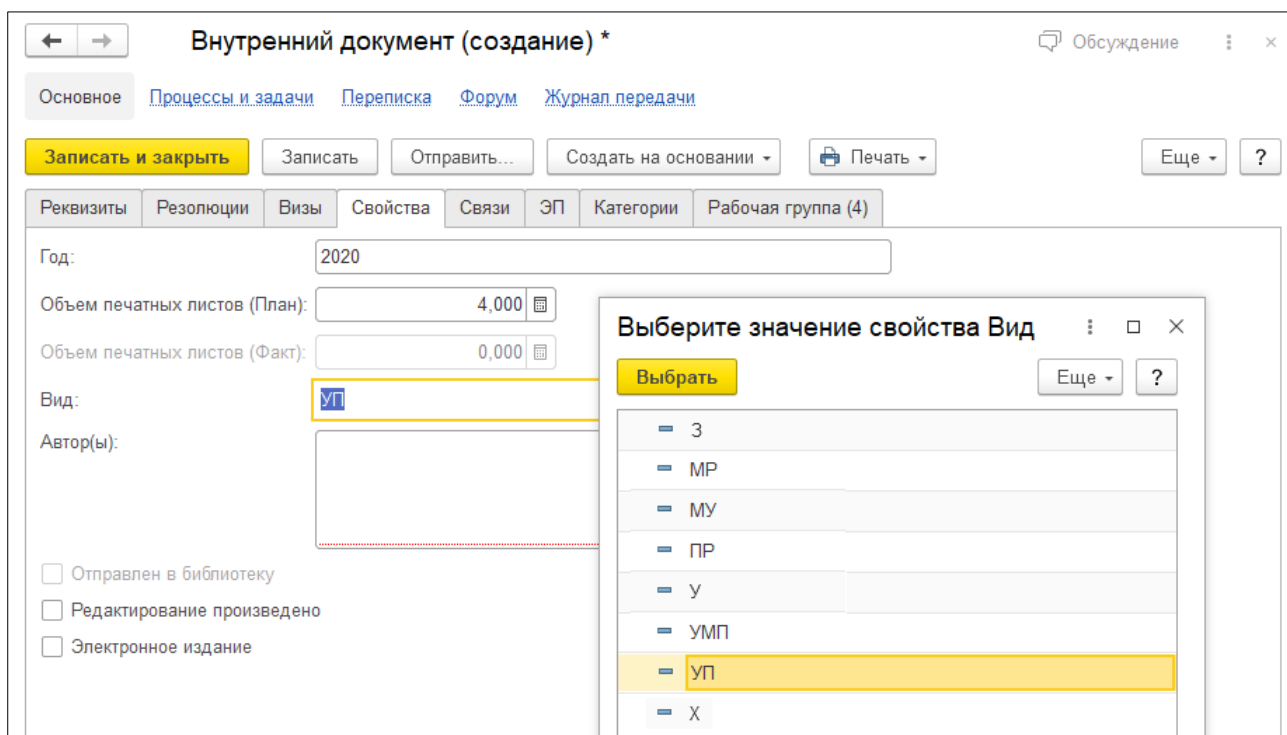 Внутренний документ (создание) *
Обсуждение
Основное Процессы и задачи Переписка Форум Журнал передачи
Записать и закрыть Записать Отправить... Создать на основании Печать Еще ?
Реквизиты Резолюции Визы Свойства Связи ЭП Категории Рабочая группа (4)
Год: 2020
Объем печатных листов (План): 4,000
Объем печатных листов (Факт): 0,000
Вид: УП
Автор(ы):
Отправлен в библиотеку
Редактирование произведено
Электронное издание
Выберите значение свойства Вид
Выбрать Еще ?
З
МР
МУ
ПР
У
УМП
УП
Х